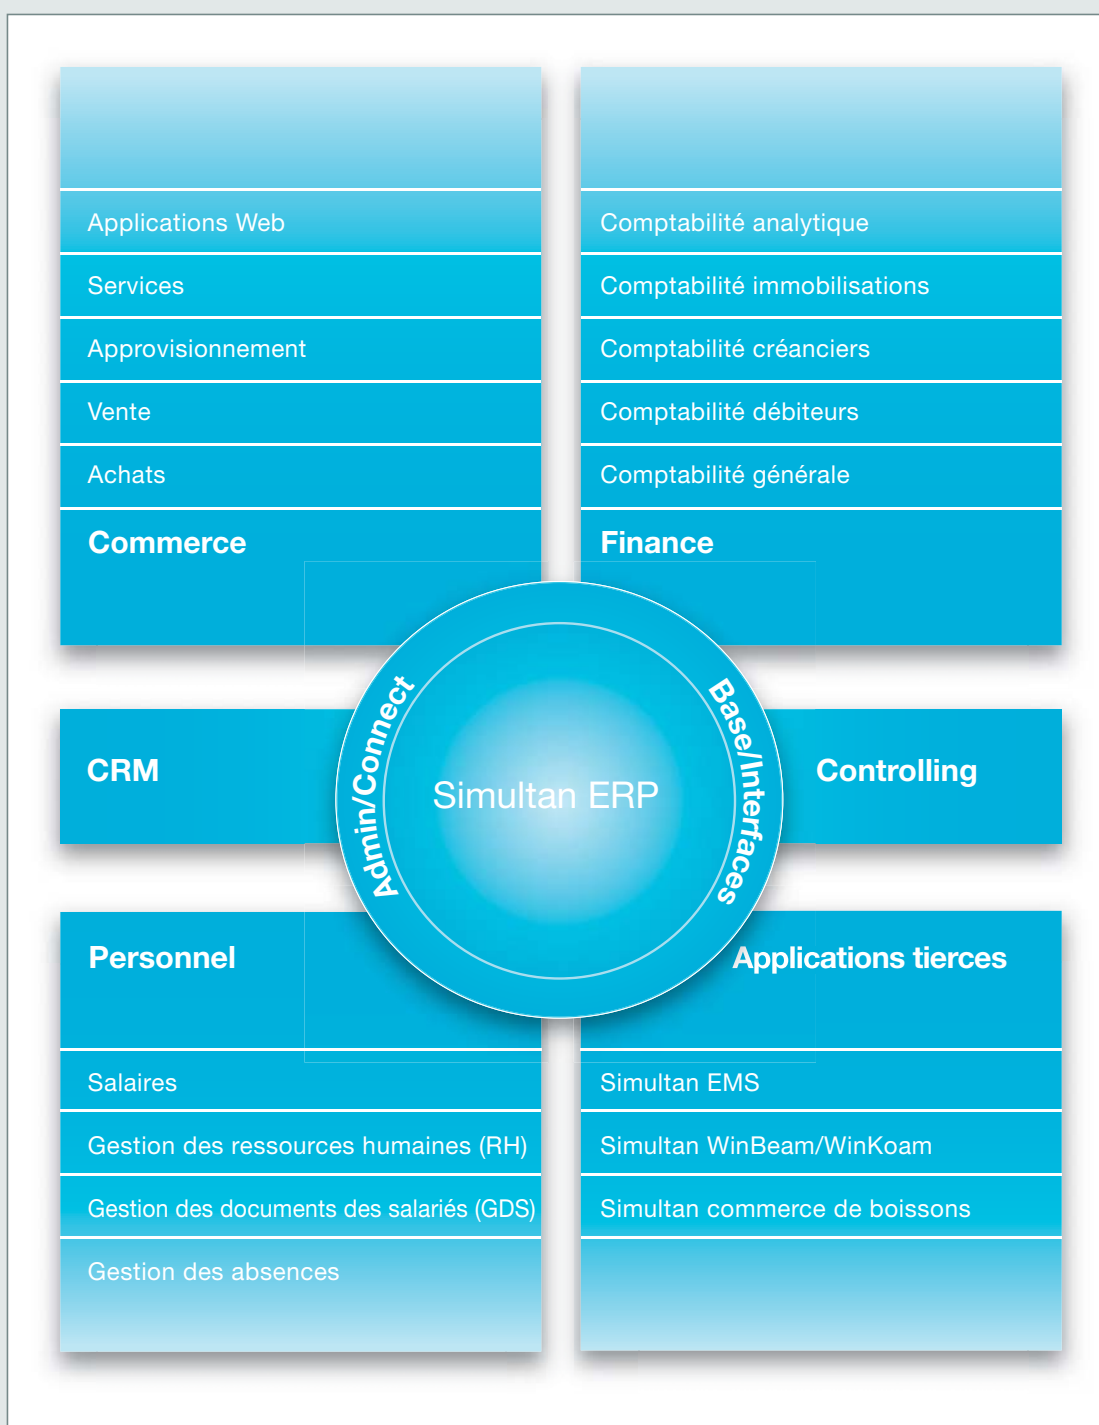 Applications Web
Services
Approvisionnement
Vente
Achats
Commerce
Comptabilité analytique
Comptabilité immobilisations
Comptabilité créanciers
Comptabilité débiteurs
Comptabilité générale
Finance
CRM
Admin/Connect
Simultan ERP
Base/Interfaces
Controlling
Personnel
Salaires
Gestion des ressources humaines (RH)
Gestion des documents des salariés (GDS)
Gestion des absences
Applications tierces
Simultan EMS
Simultan WinBeam/WinKoam
Simultan commerce de boissons